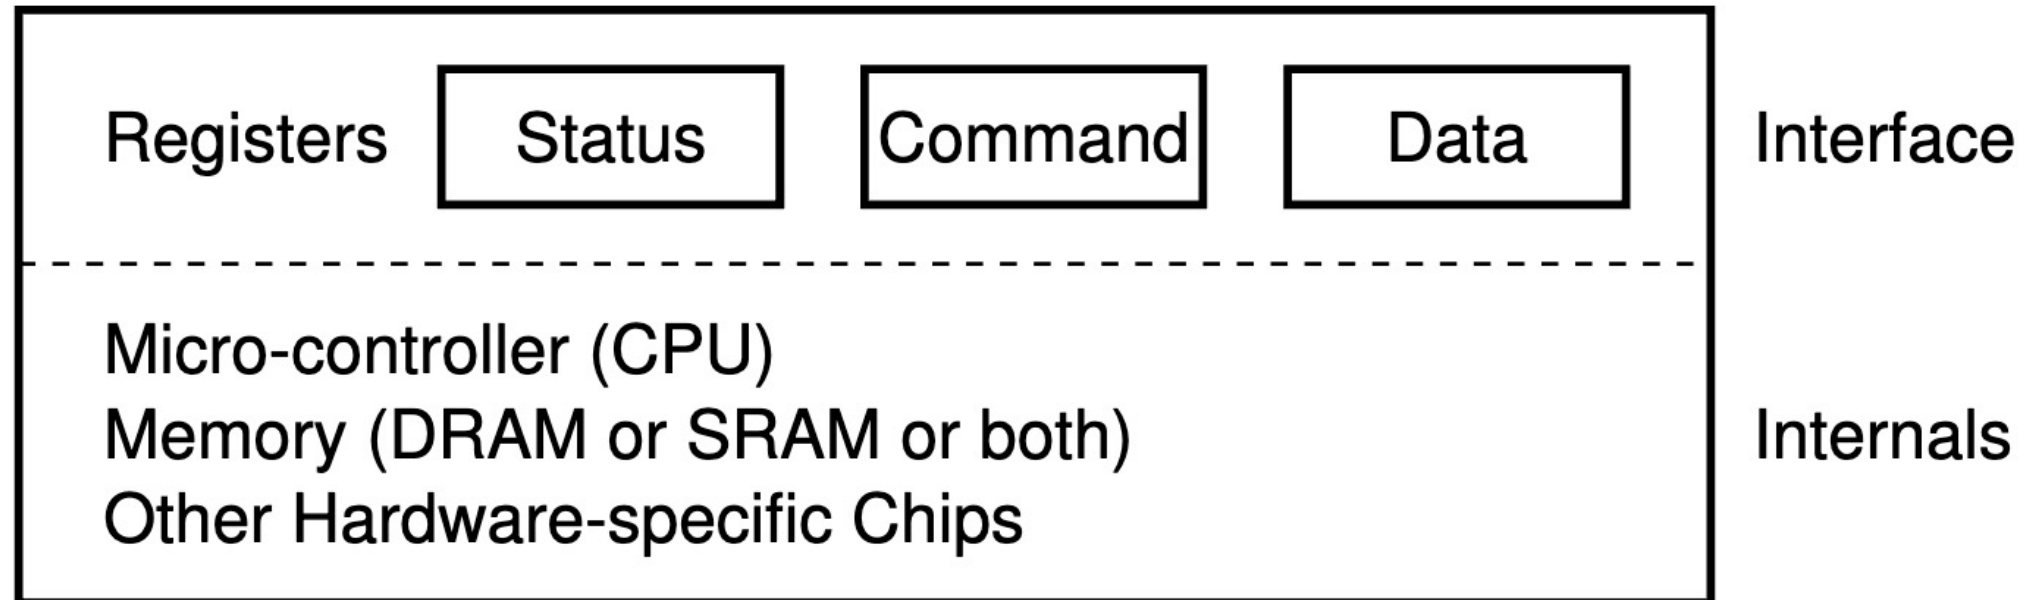 Registers Status Command Data Interface
Micro-controller (CPU)
Memory (DRAM or SRAM or both) Internals
Other Hardware-specific Chips